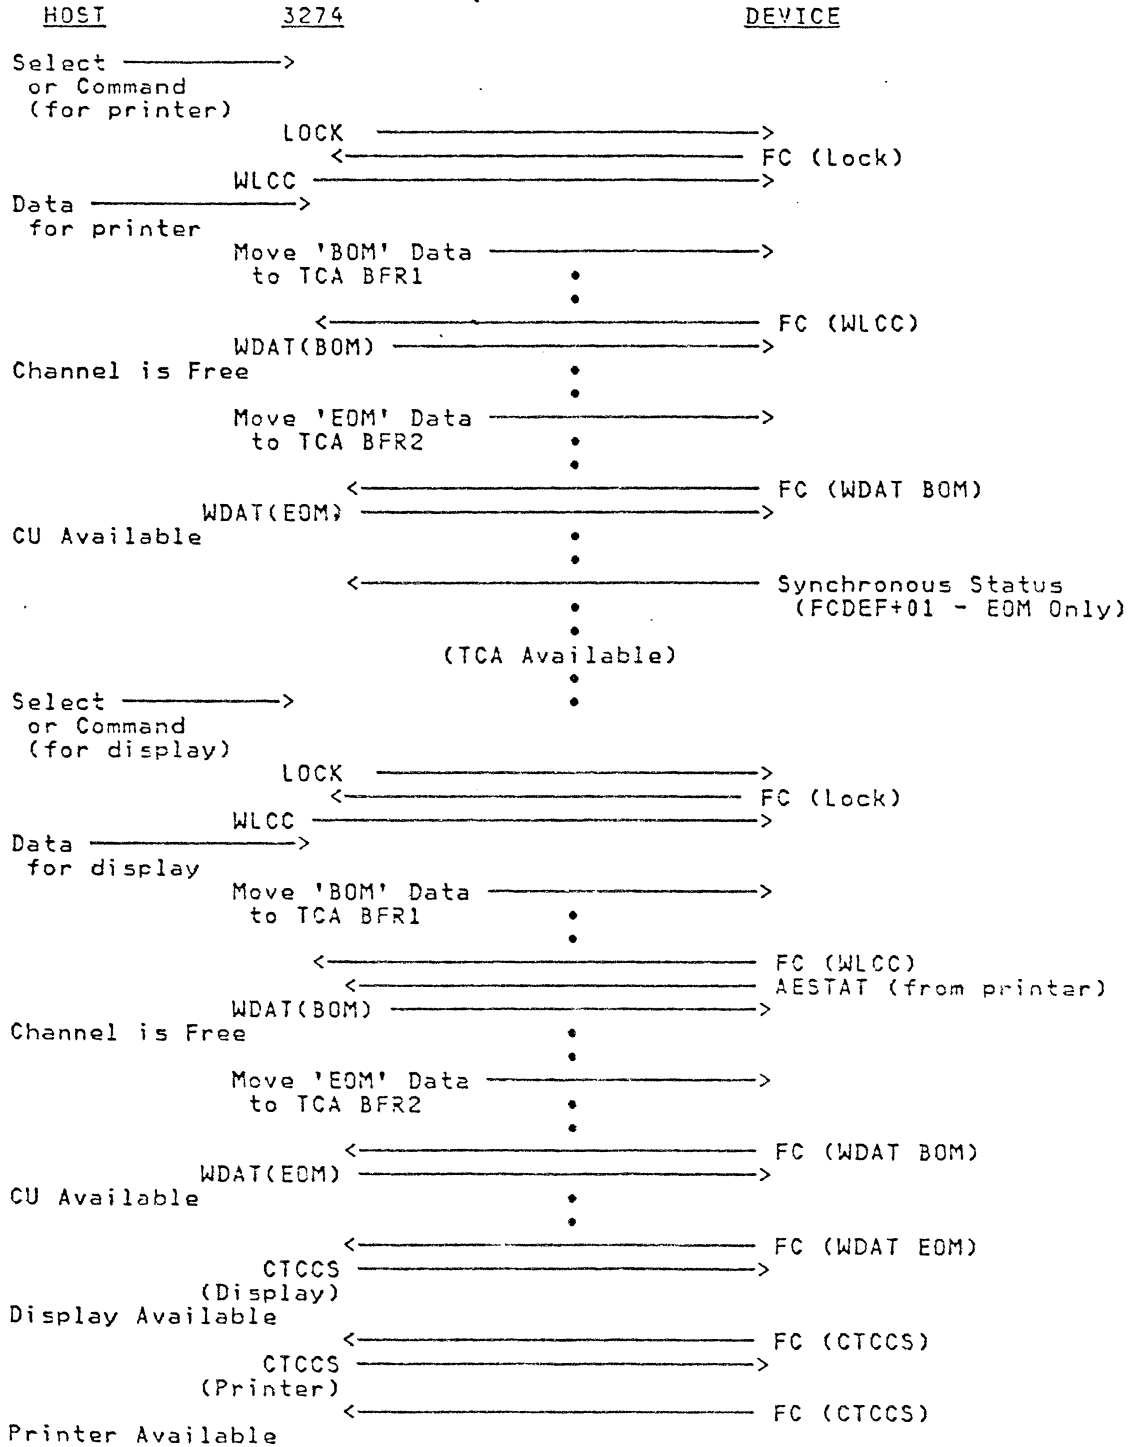 HOST 3274 DEVICE
Select
or Command
(for printer)
LOCK
FC (Lock)
WLCC
Data
for printer
Move 'BOM' Data
to TCA BFR1
FC (WLCC)
WDAT(BOM)
Channel is Free
Move 'EOM' Data
to TCA BFR2
FC (WDAT BOM)
WDAT(EOM)
CU Available
Synchronous Status
(FCDEF+01 - EOM Only)
(TCA Available)
Select
or Command
(for display)
LOCK
FC (Lock)
WLCC
Data
for display
Move 'BOM' Data
to TCA BFR1
FC (WLCC)
AESTAT (from printer)
WDAT(BOM)
Channel is Free
Move 'EOM' Data
to TCA BFR2
FC (WDAT BOM)
WDAT(EOM)
CU Available
FC (WDAT EOM)
CTCCS
(Display)
Display Available
FC (CTCCS)
CTCCS
(Printer)
FC (CTCCS)
Printer Available